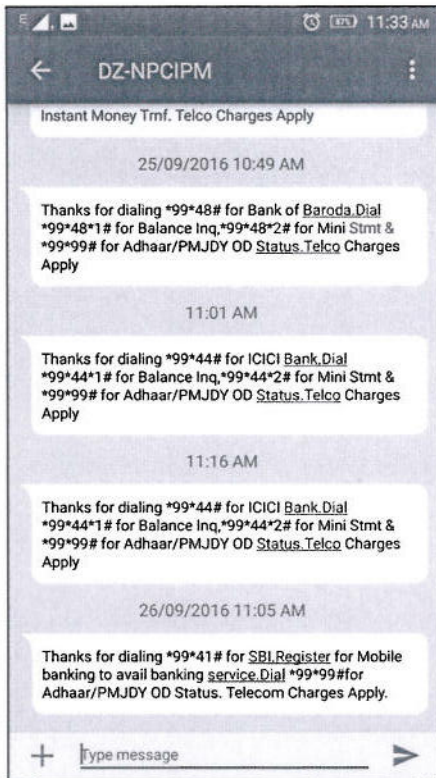 87% 11:33 AM
DZ-NPCIPM
Instant Money Trnf. Telco Charges Apply
25/09/2016 10:49 AM
Thanks for dialing *99*48# for Bank of Baroda.Dial
*99*48*1# for Balance Inq,*99*48*2# for Mini Stmt &
*99*99# for Adhaar/PMJDY OD Status.Telco Charges
Apply
11:01 AM
Thanks for dialing *99*44# for ICICI Bank,Dial
*99*44*1# for Balance Inq,*99*44*2# for Mini Stmt &
*99*99# for Adhaar/PMJDY OD Status.Telco Charges
Apply
11:16 AM
Thanks for dialing *99*44# for ICICI Bank.Dial
*99*44*1# for Balance Inq,*99*44*2# for Mini Stmt &
*99*99# for Adhaar/PMJDY OD Status.Telco Charges
Apply
26/09/2016 11:05 AM
Thanks for dialing *99*41# for SBI,Register for Mobile
banking to avail banking service.Dial *99*99#for
Adhaar/PMJDY OD Status. Telecom Charges Apply.
Type message